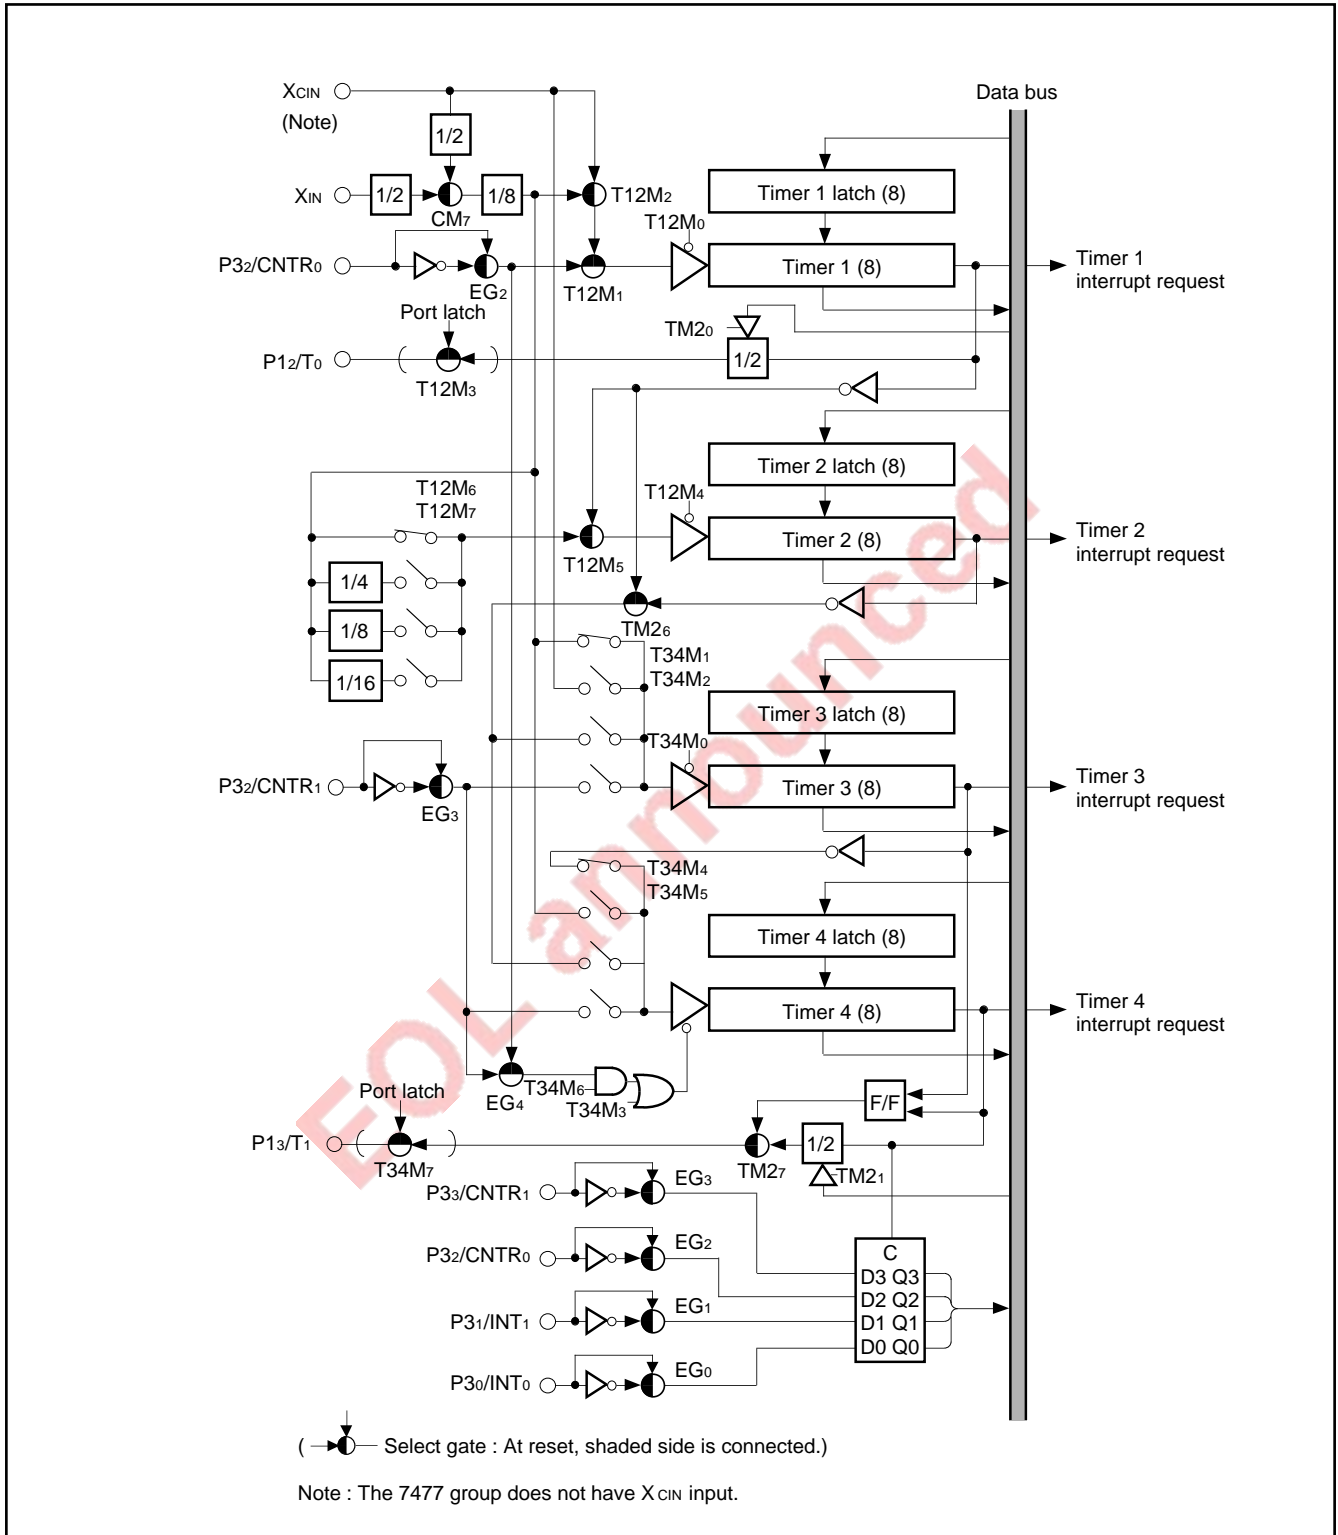 XCIN
(Note)
Data bus
1/2
XIN
1/2
CM7
1/8
T12M2
Timer 1 latch (8)
T12M0
P32/CNTR0
EG2
T12M1
Timer 1 (8)
Timer 1
interrupt request
Port latch
TM20
1/2
P12/T0
T12M3
Timer 2 latch (8)
T12M6
T12M7
T12M4
T12M5
Timer 2 (8)
Timer 2
interrupt request
1/4
1/8
1/16
TM26
T34M1
T34M2
Timer 3 latch (8)
T34M0
P32/CNTR1
EG3
Timer 3 (8)
Timer 3
interrupt request
T34M4
T34M5
Timer 4 latch (8)
Timer 4 (8)
Timer 4
interrupt request
EG4
T34M6
T34M3
Port latch
F/F
P13/T1
T34M7
TM27
1/2
TM21
P33/CNTR1
EG3
P32/CNTR0
EG2
P31/INT1
EG1
P30/INT0
EG0
C
D3 Q3
D2 Q2
D1 Q1
D0 Q0
( Select gate : At reset, shaded side is connected.)
Note : The 7477 group does not have XCIN input.
EOL announced